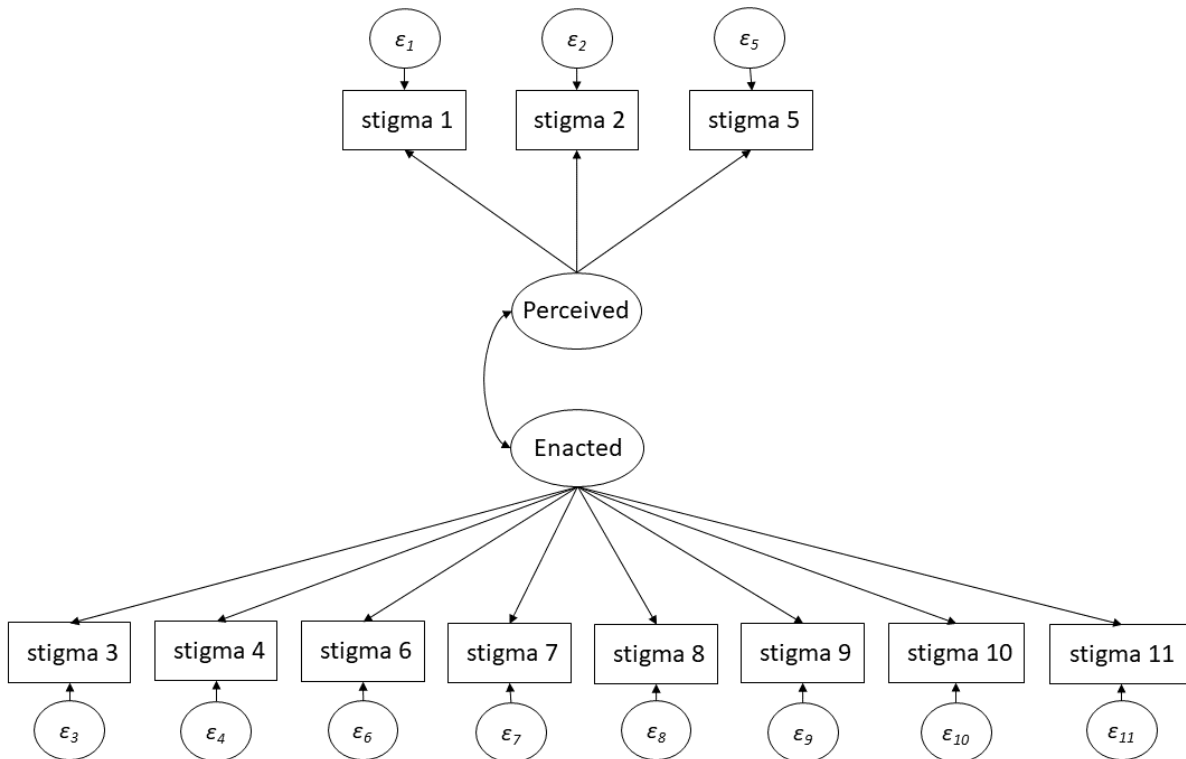 ε1 ε2 ε5
stigma 1 stigma 2 stigma 5
Perceived
Enacted
stigma 3 stigma 4 stigma 6 stigma 7 stigma 8 stigma 9 stigma 10 stigma 11
ε3 ε4 ε6 ε7 ε8 ε9 ε10 ε11